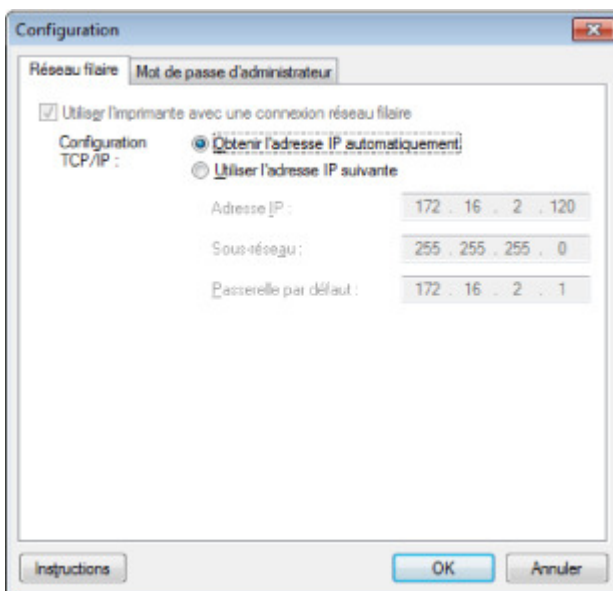 Configuration
Réseau filaire Mot de passe d'administrateur
Utiliser l'imprimante avec une connexion réseau filaire
Configuration TCP/IP :
Obtenir l'adresse IP automatiquement
Utiliser l'adresse IP suivante
Adresse IP : 172 . 16 . 2 . 120
Sous-réseau : 255 . 255 . 255 . 0
Passerelle par défaut : 172 . 16 . 2 . 1
Instructions OK Annuler